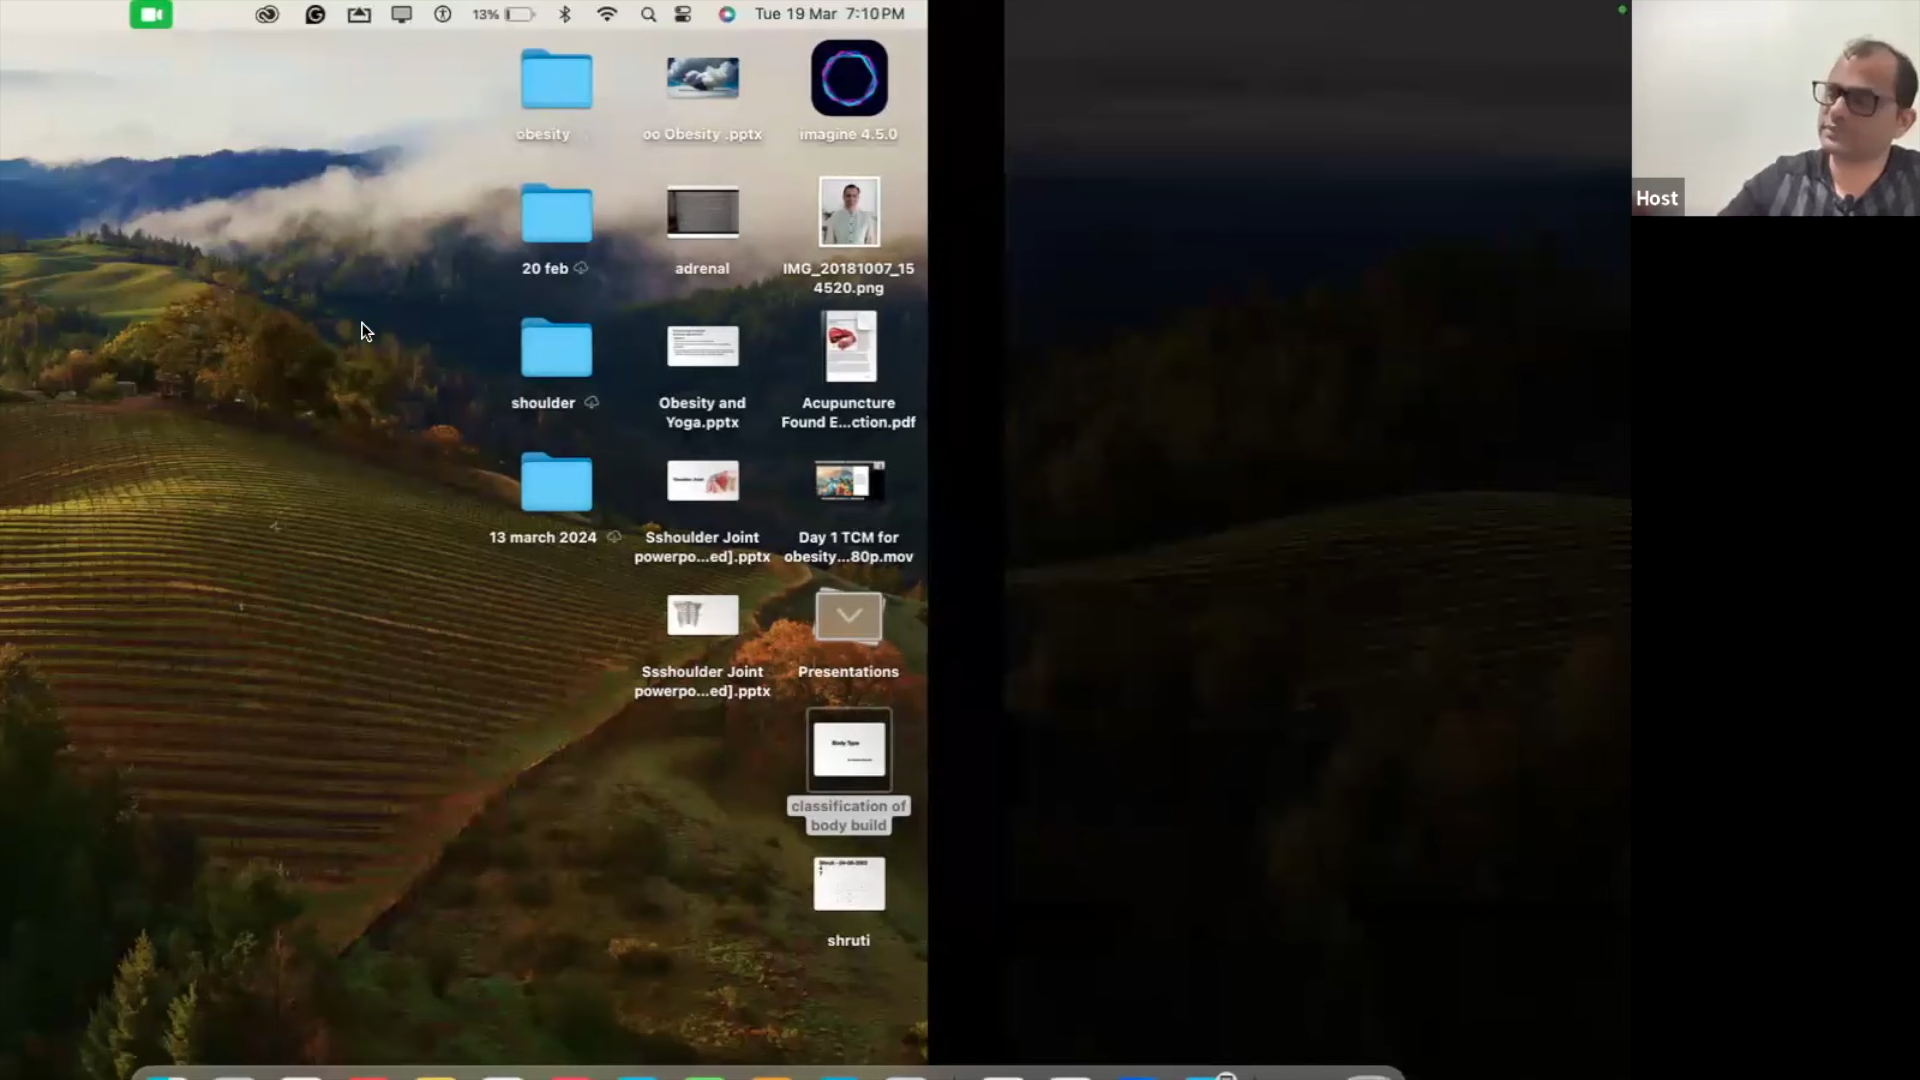 13%
Tue 19 Mar 7:10PM
obesity
oo Obesity .pptx
imagine 4.5.0
20 feb
adrenal
IMG_20181007_15
4520.png
shoulder
Obesity and
Yoga.pptx
Acupuncture
Found E...ction.pdf
13 march 2024
Sshoulder Joint
powerpo...ed].pptx
Day 1 TCM for
obesity...80p.mov
Ssshoulder Joint
powerpo...ed].pptx
Presentations
Body Type
classification of
body build
shruti
Host